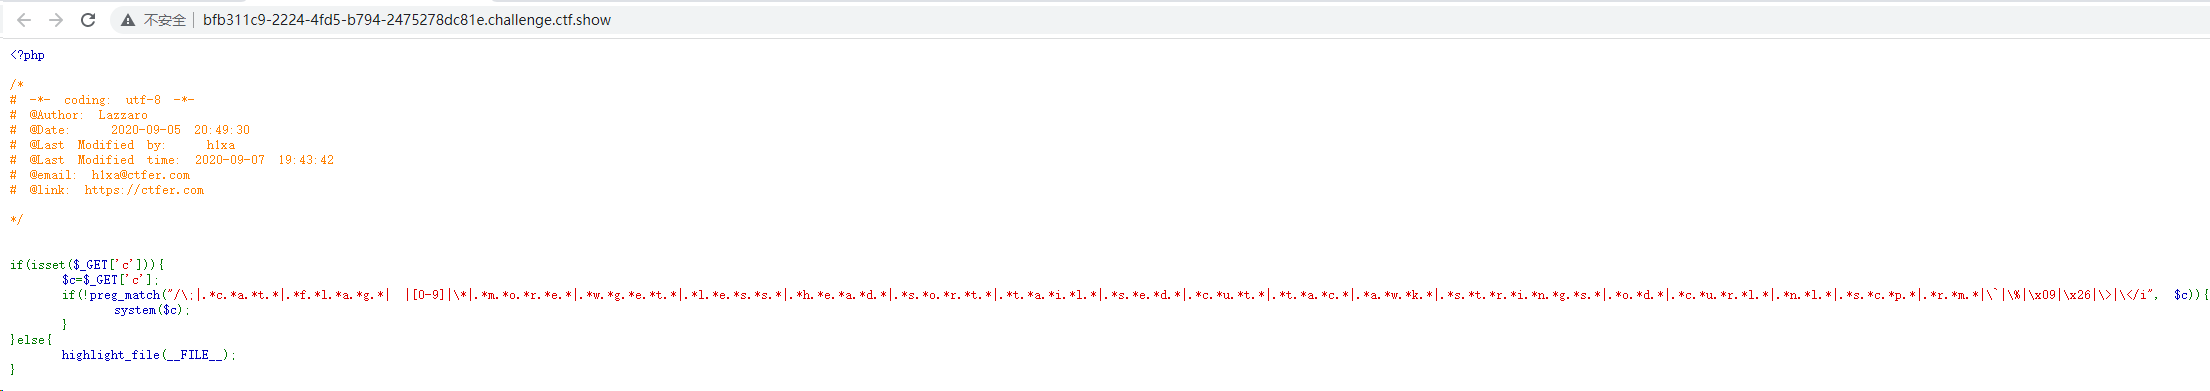 不安全 | bfb311c9-2224-4fd5-b794-2475278dc81e.challenge.ctf.show
<?php
/*
# -*- coding: utf-8 -*-
# @Author: Lazzaro
# @Date:   2020-09-05 20:49:30
# @Last Modified by:   h1xa
# @Last Modified time: 2020-09-07 19:43:42
# @email: h1xa@ctfer.com
# @link: https://ctfer.com
*/
if(isset($_GET['c'])){
    $c=$_GET['c'];
    if(!preg_match("/\;|.*c.*a.*t.*|.*f.*l.*a.*g.*| |[0-9]|\*|.*m.*o.*r.*e.*|.*w.*g.*e.*t.*|.*l.*e.*s.*s.*|.*h.*e.*a.*d.*|.*s.*o.*r.*t.*|.*t.*a.*i.*l.*|.*s.*e.*d.*|.*c.*u.*t.*|.*t.*a.*c.*|.*a.*w.*k.*|.*s.*t.*r.*i.*n.*g.*s.*|.*o.*d.*|.*c.*u.*r.*l.*|.*n.*l.*|.*s.*c.*p.*|.*r.*m.*|\`|\%|\x09|\x26|\>|\</i", $c)){
        system($c);
    }
}else{
    highlight_file(__FILE__);
}